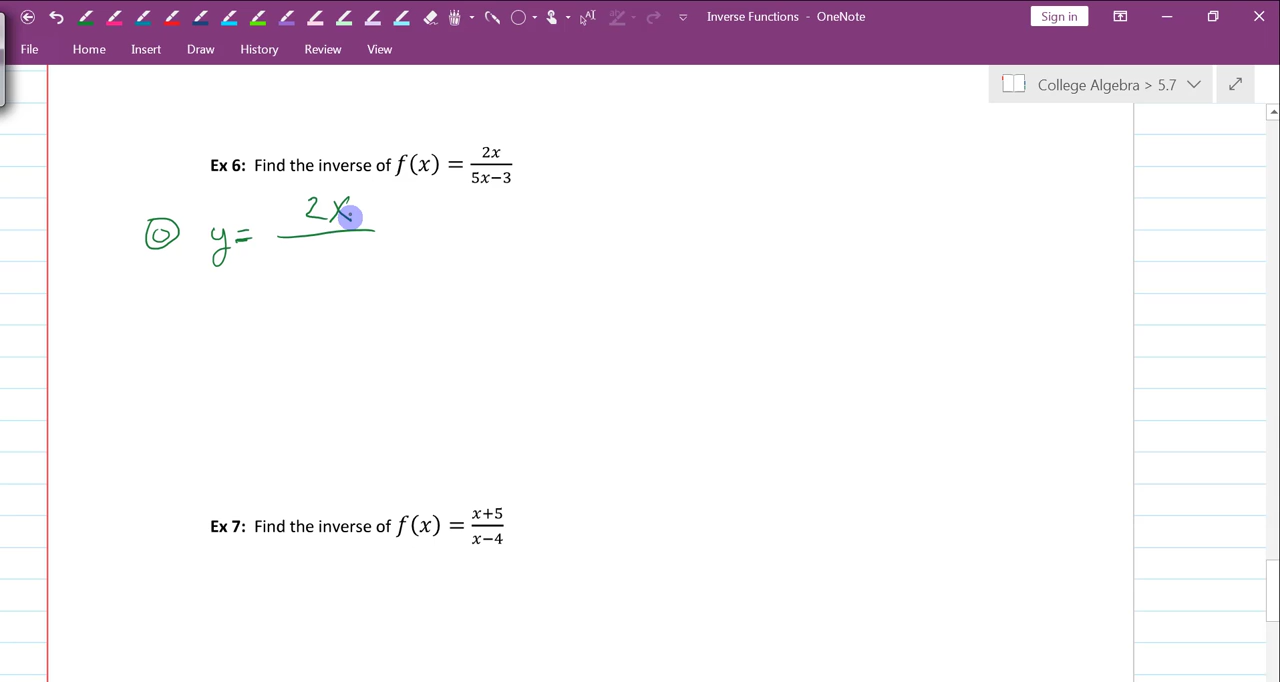 Inverse Functions - OneNote
Sign in
File Home Insert Draw History Review View
College Algebra > 5.7
Ex 6: Find the inverse of f(x) = 2x/(5x−3)
⓪ y = 2x
Ex 7: Find the inverse of f(x) = x+5/(x−4)